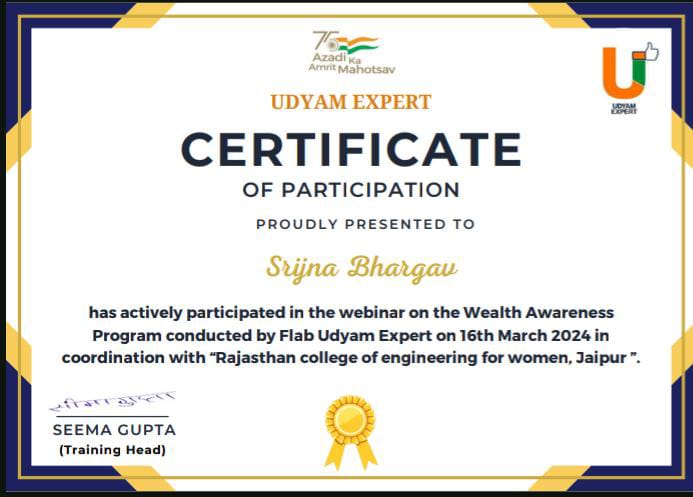 75
Azadi Ka
Amrit Mahotsav
UDYAM
EXPERT
UDYAM EXPERT
CERTIFICATE
OF PARTICIPATION
PROUDLY PRESENTED TO
Srijna Bhargav
has actively participated in the webinar on the Wealth Awareness
Program conducted by Flab Udyam Expert on 16th March 2024 in
coordination with “Rajasthan college of engineering for women, Jaipur ”.
सीमा गुप्ता
SEEMA GUPTA
(Training Head)